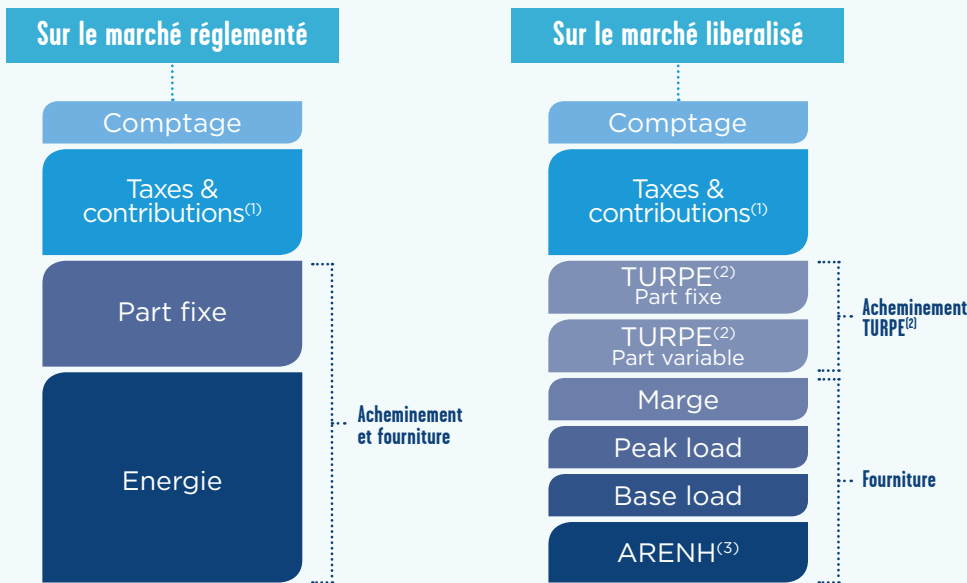 Sur le marché réglementé
Comptage
Taxes &
contributions(1)
Part fixe
Energie
Acheminement
et fourniture
Sur le marché liberalisé
Comptage
Taxes &
contributions(1)
TURPE(2)
Part fixe
TURPE(2)
Part variable
Marge
Peak load
Base load
ARENH(3)
Acheminement
TURPE(2)
Fourniture